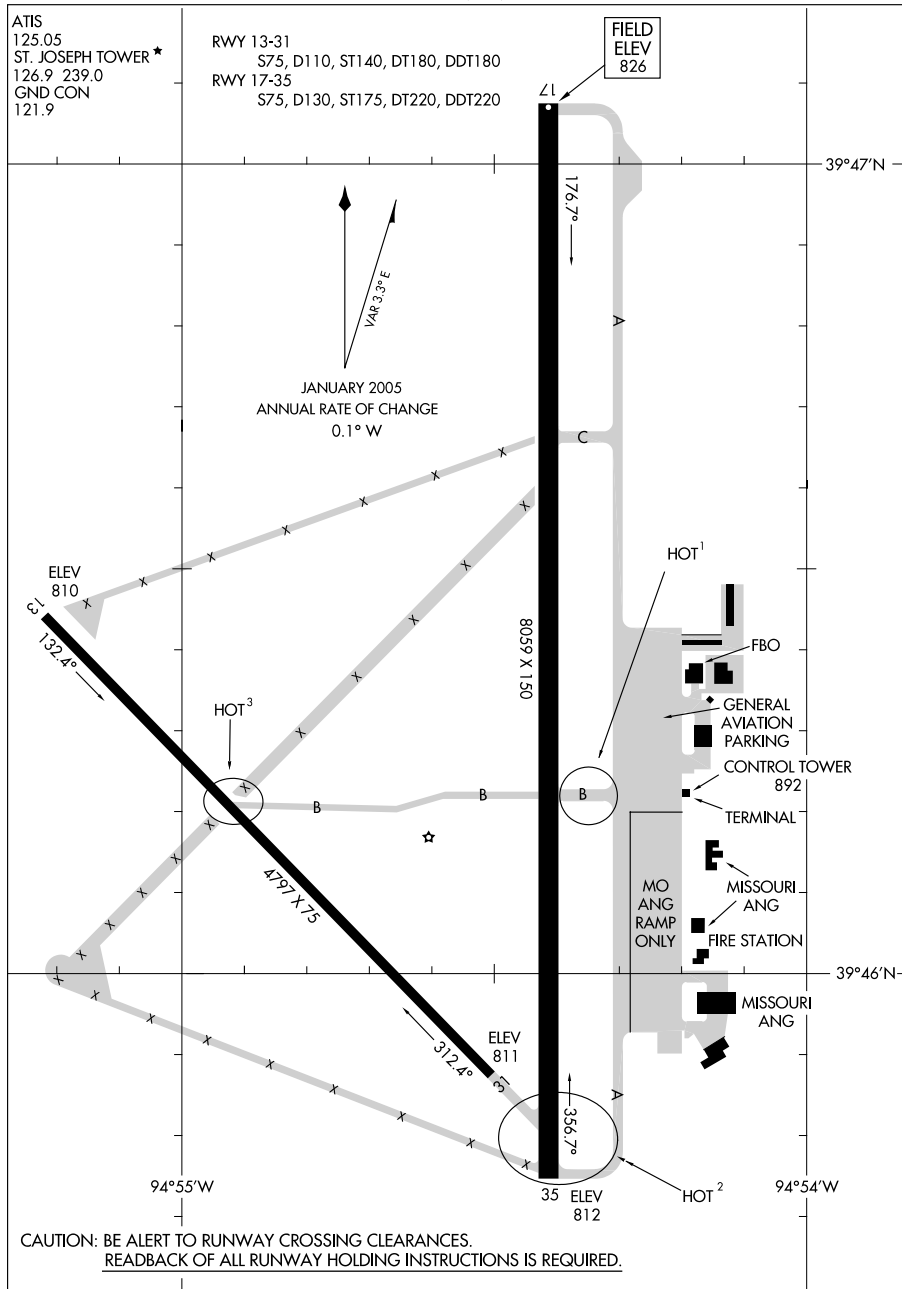 ATIS
125.05
ST. JOSEPH TOWER
126.9 239.0
GND CON
121.9
RWY 13-31
S75, D110, ST140, DT180, DDT180
RWY 17-35
S75, D130, ST175, DT220, DDT220
FIELD
ELEV
826
17
39°47'N
176.7°
VAR 3.3° E
A
JANUARY 2005
ANNUAL RATE OF CHANGE
0.1° W
C
X X X X X X X
X X X X
HOT1
ELEV
810
13
132.4°
8059 X 150
FBO
GENERAL
AVIATION
PARKING
HOT3
CONTROL TOWER
892
TERMINAL
B B B
X X X X X X
4797 X 75
MO
ANG
RAMP
ONLY
MISSOURI
ANG
FIRE STATION
39°46'N
MISSOURI
ANG
X X X X X X X X X
312.4°
ELEV
811
31
356.7°
A
HOT2
35
ELEV
812
94°55'W
94°54'W
CAUTION: BE ALERT TO RUNWAY CROSSING CLEARANCES.
READBACK OF ALL RUNWAY HOLDING INSTRUCTIONS IS REQUIRED.